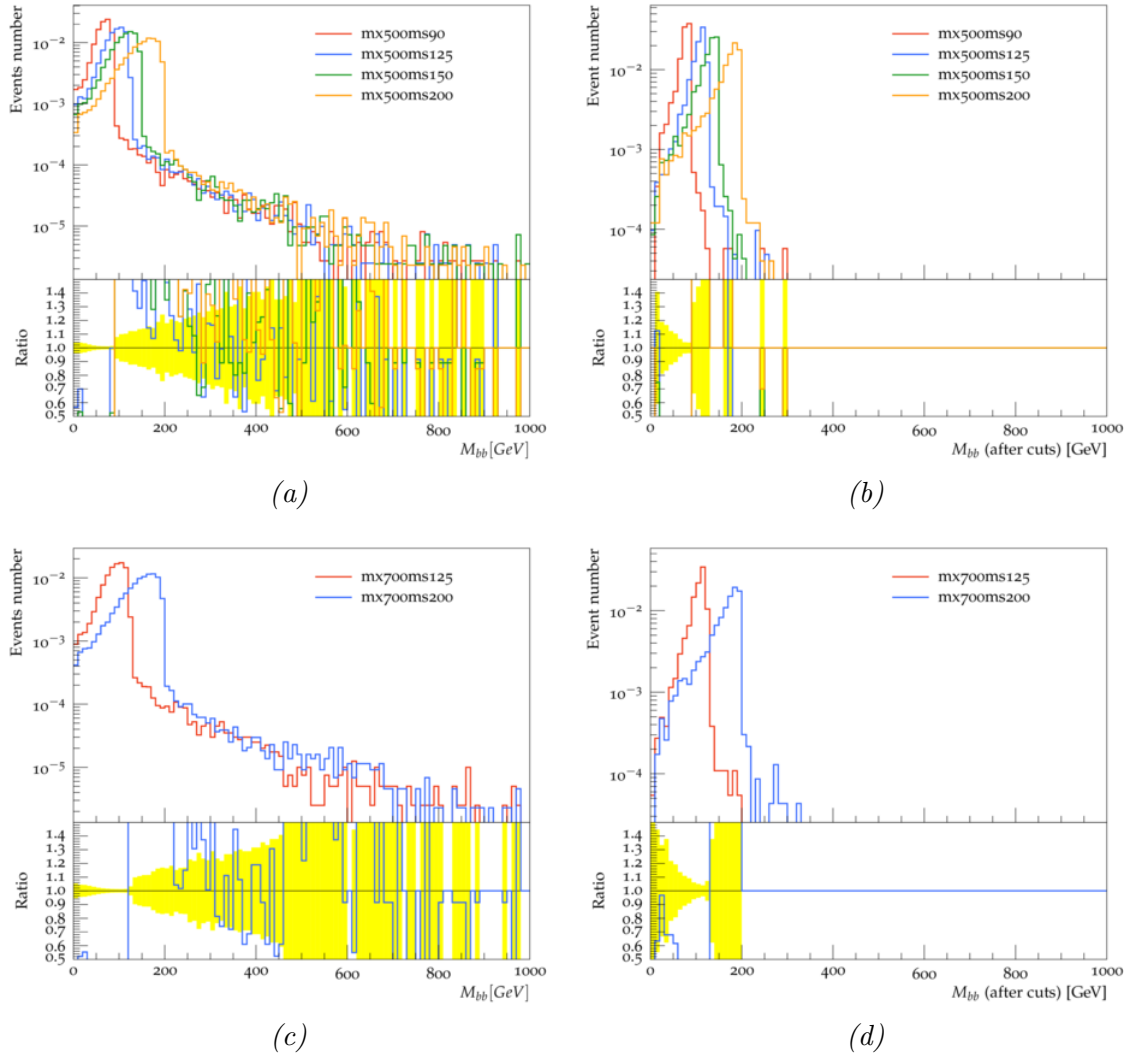 Events number
10⁻²
10⁻³
10⁻⁴
10⁻⁵
mx500ms90
mx500ms125
mx500ms150
mx500ms200
Ratio
1.4
1.3
1.2
1.1
1.0
0.9
0.8
0.7
0.6
0.5
0 200 400 600 800 1000
M_{bb}[GeV]
(a)
Event number
10⁻²
10⁻³
10⁻⁴
mx500ms90
mx500ms125
mx500ms150
mx500ms200
Ratio
1.4
1.3
1.2
1.1
1.0
0.9
0.8
0.7
0.6
0.5
0 200 400 600 800 1000
M_{bb} (after cuts) [GeV]
(b)
Events number
10⁻²
10⁻³
10⁻⁴
10⁻⁵
mx700ms125
mx700ms200
Ratio
1.4
1.3
1.2
1.1
1.0
0.9
0.8
0.7
0.6
0.5
0 200 400 600 800 1000
M_{bb}[GeV]
(c)
Event number
10⁻²
10⁻³
10⁻⁴
mx700ms125
mx700ms200
Ratio
1.4
1.3
1.2
1.1
1.0
0.9
0.8
0.7
0.6
0.5
0 200 400 600 800 1000
M_{bb} (after cuts) [GeV]
(d)